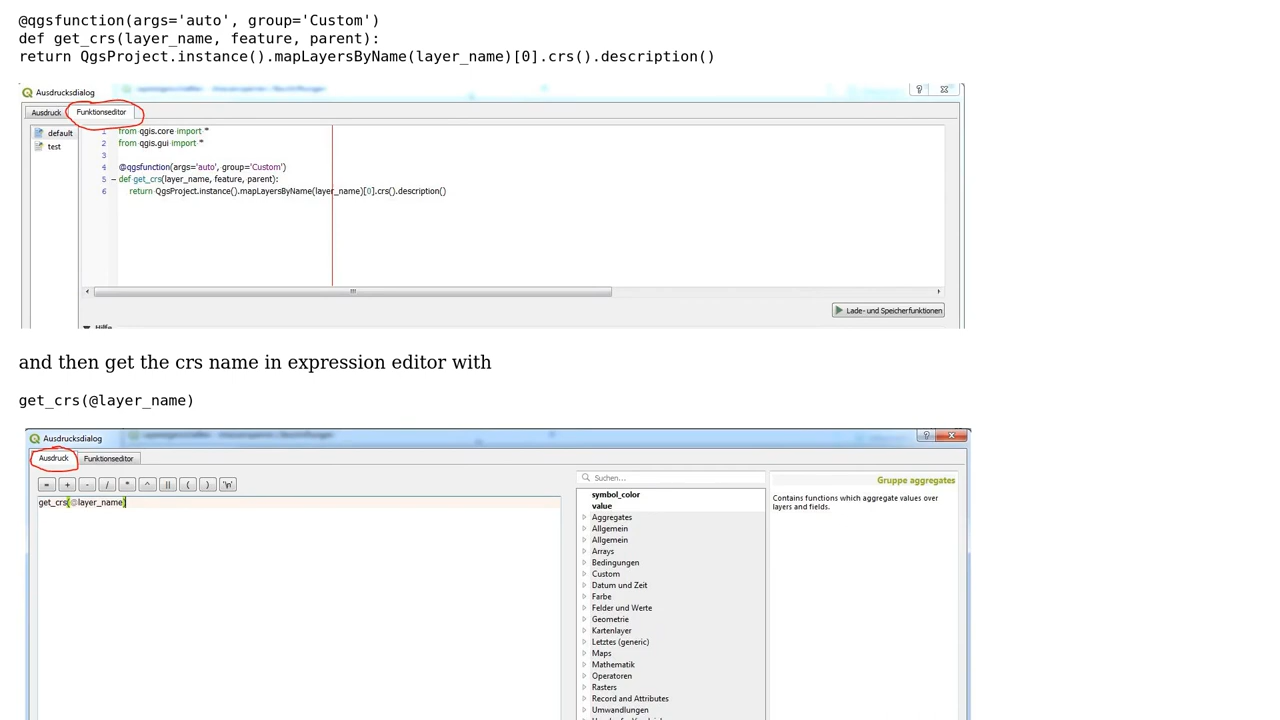 @qgsfunction(args='auto', group='Custom')
def get_crs(layer_name, feature, parent):
return QgsProject.instance().mapLayersByName(layer_name)[0].crs().description()
Ausdrucksdialog
Ausdruck Funktionseditor
default
test
1 from qgis.core import *
2 from qgis.gui import *
3
4 @qgsfunction(args='auto', group='Custom')
5 def get_crs(layer_name, feature, parent):
6 return QgsProject.instance().mapLayersByName(layer_name)[0].crs().description()
Lade- und Speicherfunktionen
Hilfe
and then get the crs name in expression editor with
get_crs(@layer_name)
Ausdrucksdialog
Ausdruck Funktionseditor
= + - / * ^ || ( ) '\n'
get_crs(@layer_name)
Suchen...
symbol_color
value
Aggregates
Allgemein
Allgemein
Arrays
Bedingungen
Custom
Datum und Zeit
Farbe
Felder und Werte
Geometrie
Kartenlayer
Letztes (generic)
Maps
Mathematik
Operatoren
Rasters
Record and Attributes
Umwandlungen
Gruppe aggregates
Contains functions which aggregate values over
layers and fields.